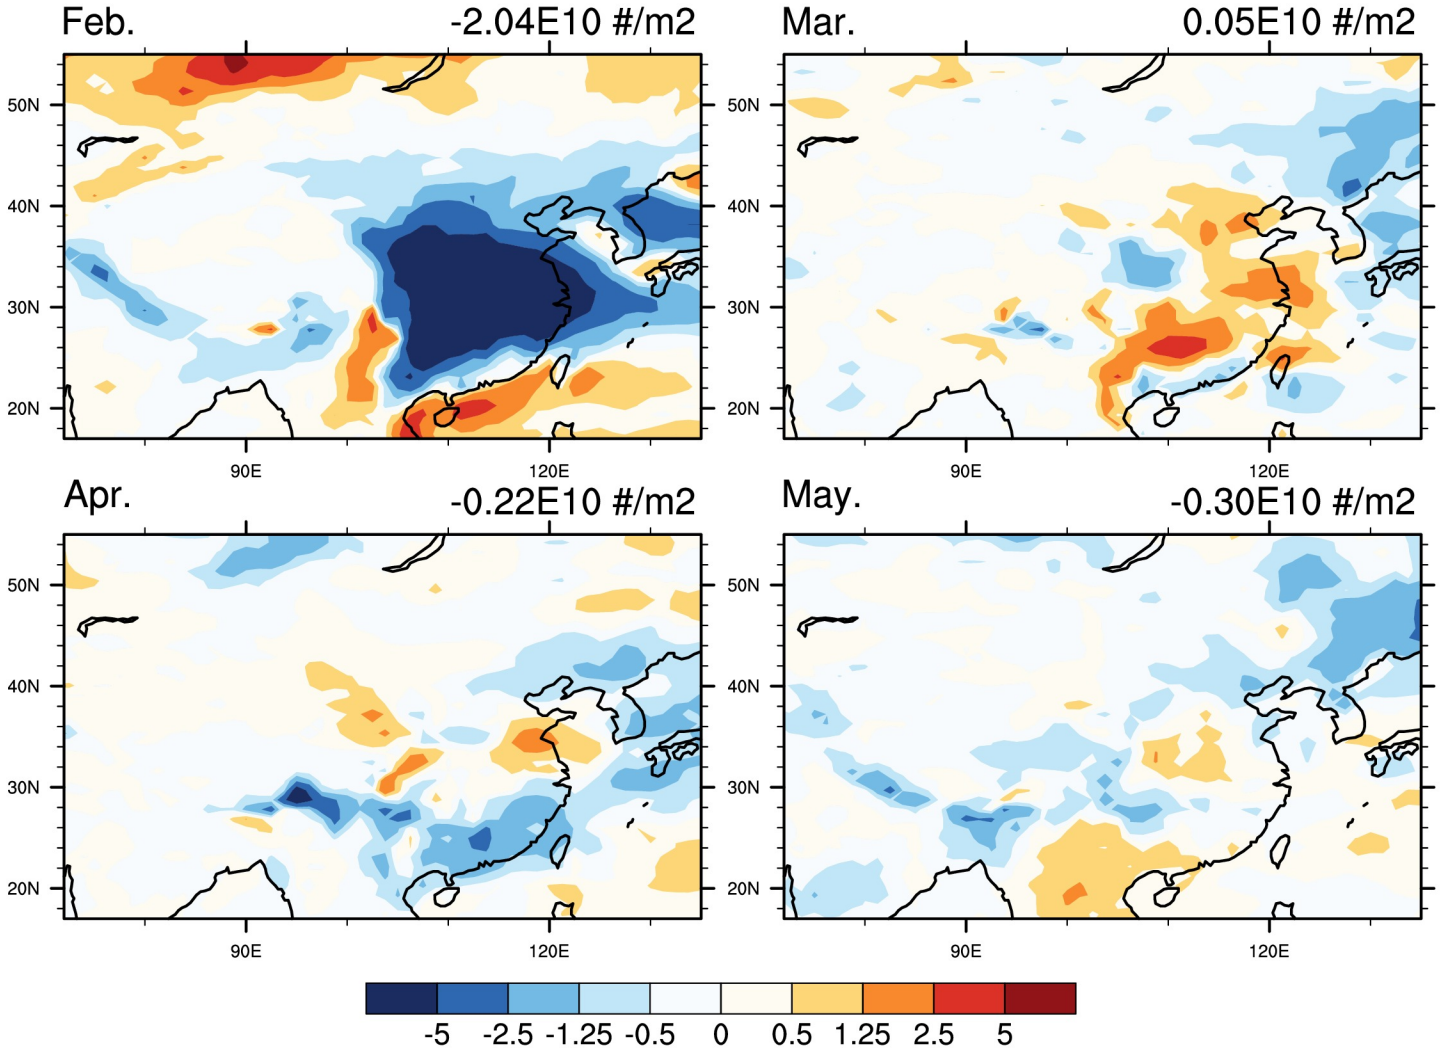 Feb. -2.04E10 #/m2
Mar. 0.05E10 #/m2
50N 50N
40N 40N
30N 30N
20N 20N
90E 120E 90E 120E
Apr. -0.22E10 #/m2
May. -0.30E10 #/m2
50N 50N
40N 40N
30N 30N
20N 20N
90E 120E 90E 120E
-5 -2.5 -1.25 -0.5 0 0.5 1.25 2.5 5